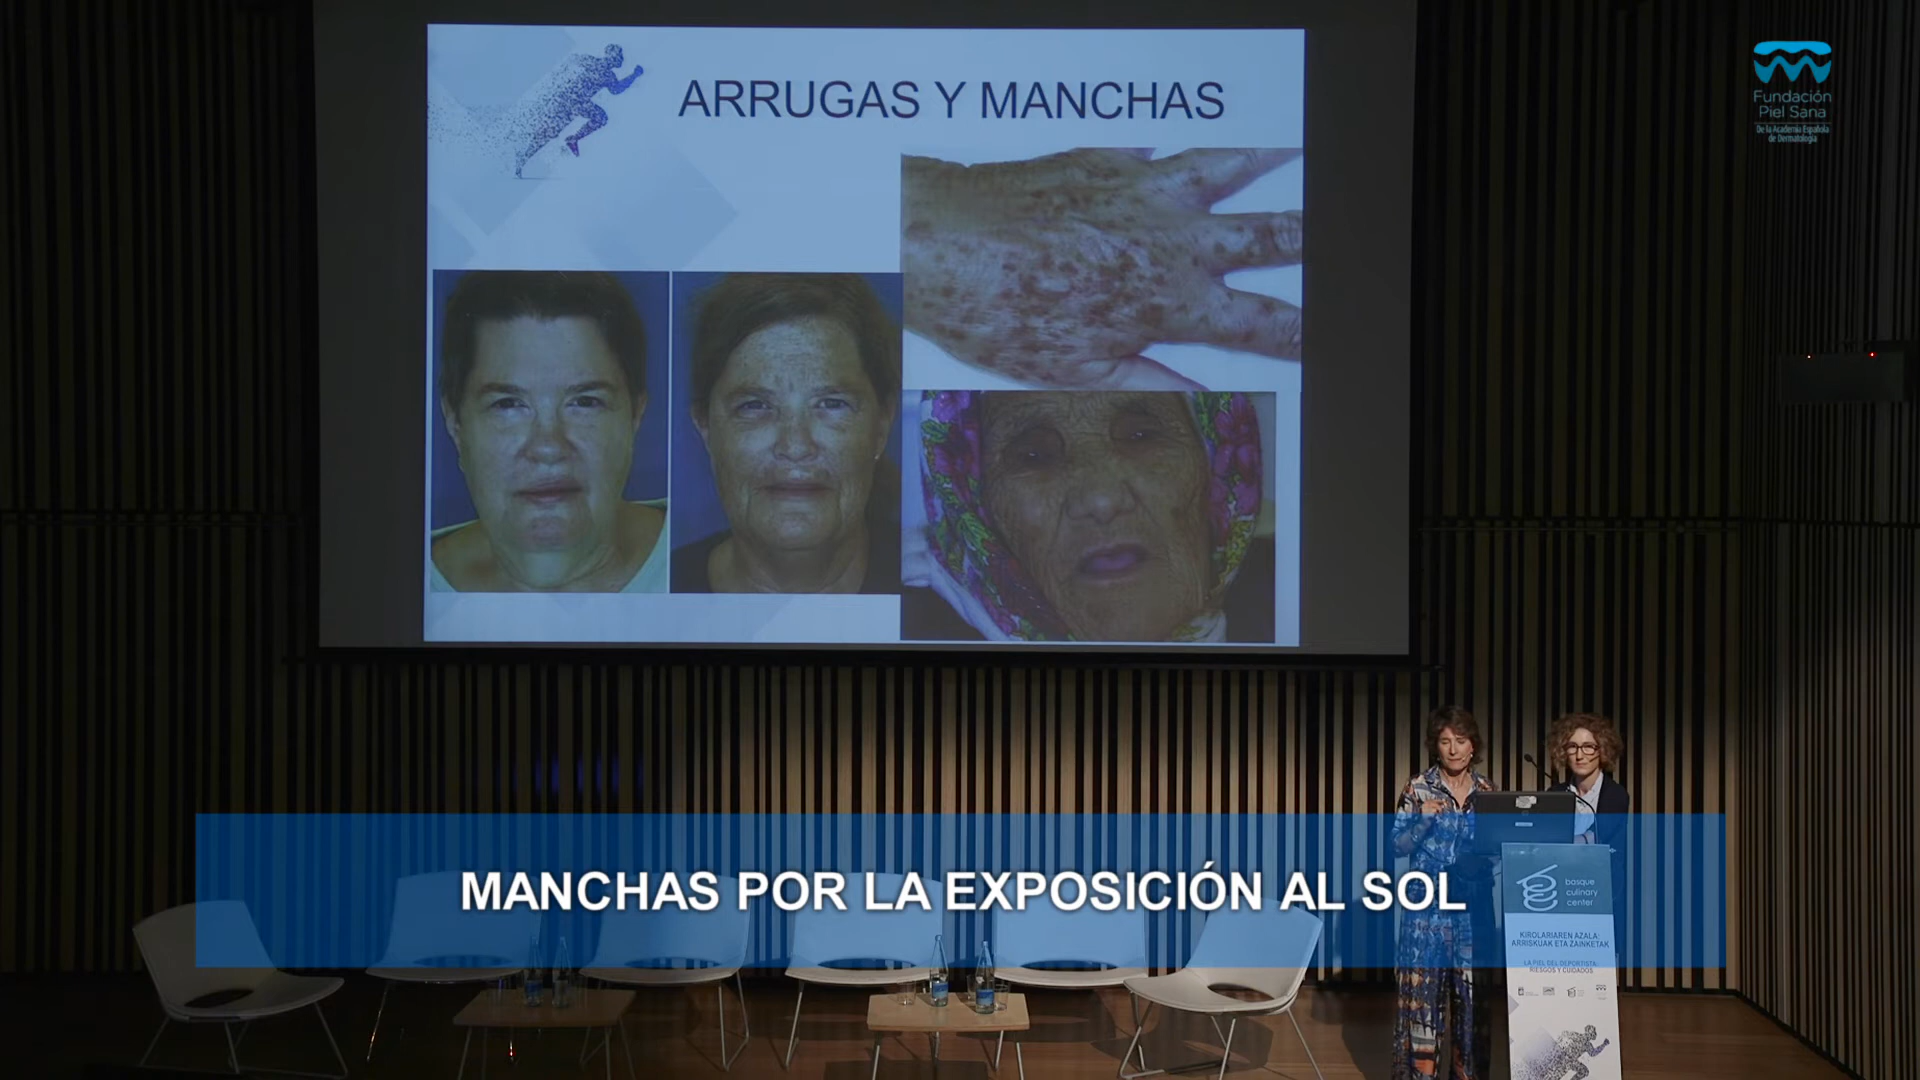 ARRUGAS Y MANCHAS
Fundación
Piel Sana
De la Academia Española
de Dermatología
MANCHAS POR LA EXPOSICIÓN AL SOL
basque
culinary
center
KIROLARIAREN AZALA:
ARRISKUAK ETA ZAINKETAK
LA PIEL DEL DEPORTISTA:
RIESGOS Y CUIDADOS